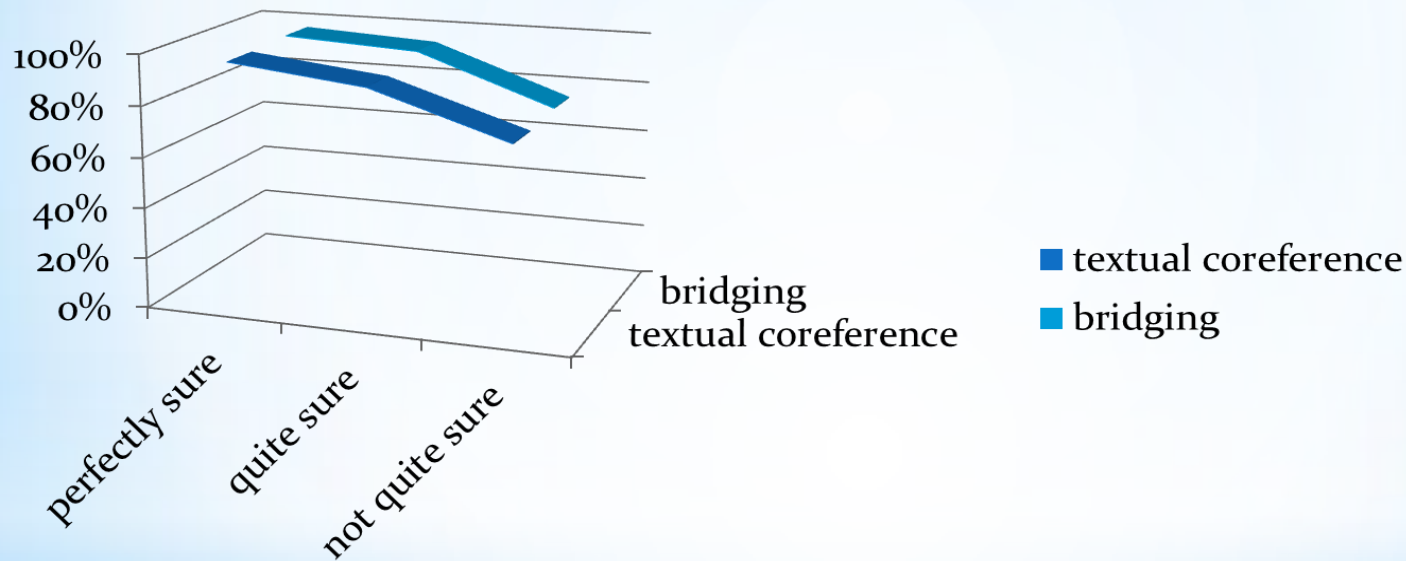 100%
80%
60%
40%
20%
0%
perfectly sure
quite sure
not quite sure
bridging
textual coreference
textual coreference
bridging